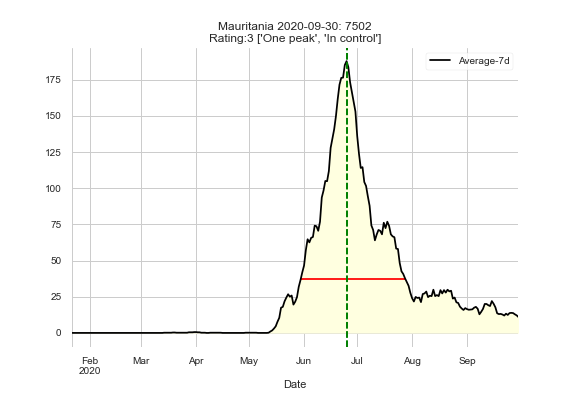 Mauritania 2020-09-30: 7502
Rating:3 ['One peak', 'In control']
Average-7d
175
150
125
100
75
50
25
0
Feb
2020
Mar
Apr
May
Jun
Jul
Aug
Sep
Date